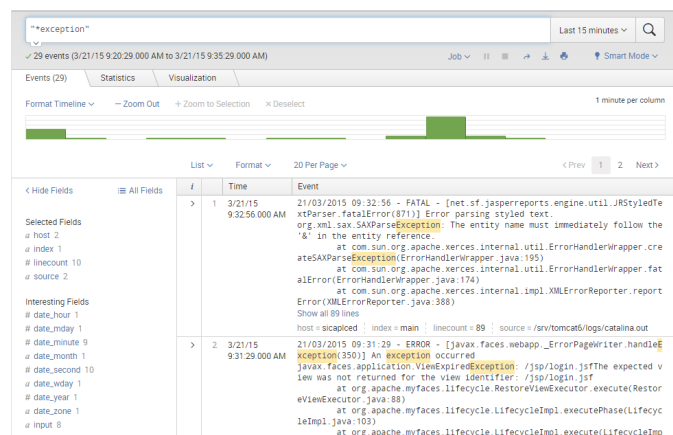 "*exception"
Last 15 minutes
✓ 29 events (3/21/15 9:20:29.000 AM to 3/21/15 9:35:29.000 AM)
Job
Smart Mode
Events (29)
Statistics
Visualization
Format Timeline
— Zoom Out
+ Zoom to Selection
× Deselect
1 minute per column
List
Format
20 Per Page
< Prev
1
2
Next >
< Hide Fields
All Fields
i
Time
Event
Selected Fields
a host 2
a index 1
# linecount 10
a source 2
Interesting Fields
# date_hour 1
# date_mday 1
# date_minute 9
a date_month 1
# date_second 10
a date_wday 1
# date_year 1
a date_zone 1
a input 8
>
1
3/21/15
9:32:56.000 AM
21/03/2015 09:32:56 - FATAL - [net.sf.jasperreports.engine.util.JRStyledTe
xtParser.fatalError(871)] Error parsing styled text.
org.xml.sax.SAXParseException: The entity name must immediately follow the
'&' in the entity reference.
at com.sun.org.apache.xerces.internal.util.ErrorHandlerWrapper.cre
ateSAXParseException(ErrorHandlerWrapper.java:195)
at com.sun.org.apache.xerces.internal.util.ErrorHandlerWrapper.fat
alError(ErrorHandlerWrapper.java:174)
at com.sun.org.apache.xerces.internal.impl.XMLErrorReporter.report
Error(XMLErrorReporter.java:388)
Show all 89 lines
host = sicaplced
index = main
linecount = 89
source = /srv/tomcat6/logs/catalina.out
>
2
3/21/15
9:31:29.000 AM
21/03/2015 09:31:29 - ERROR - [javax.faces.webapp._ErrorPageWriter.handleE
xception(350)] An exception occurred
javax.faces.application.ViewExpiredException: /jsp/login.jsfThe expected v
iew was not returned for the view identifier: /jsp/login.jsf
at org.apache.myfaces.lifecycle.RestoreViewExecutor.execute(Restor
eViewExecutor.java:88)
at org.apache.myfaces.lifecycle.LifecycleImpl.executePhase(Lifecyc
leImpl.java:103)
at org.apache.myfaces.lifecycle.LifecycleImpl.execute(LifecycleImp